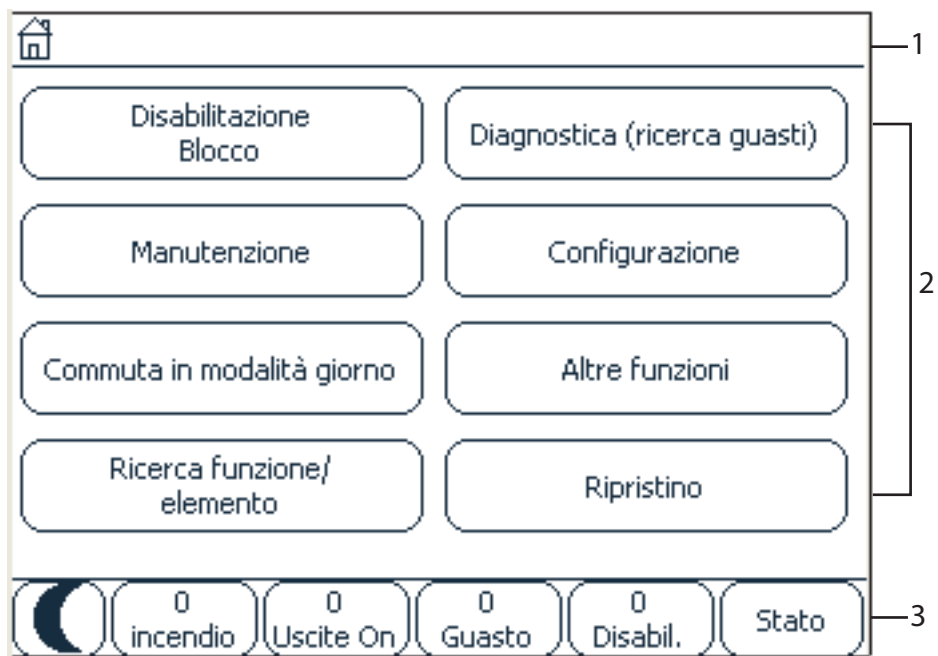 1
Disabilitazione
Blocco
Diagnostica (ricerca guasti)
2
Manutenzione
Configurazione
Commuta in modalità giorno
Altre funzioni
Ricerca funzione/
elemento
Ripristino
0
incendio
0
Uscite On
0
Guasto
0
Disabil.
Stato
3